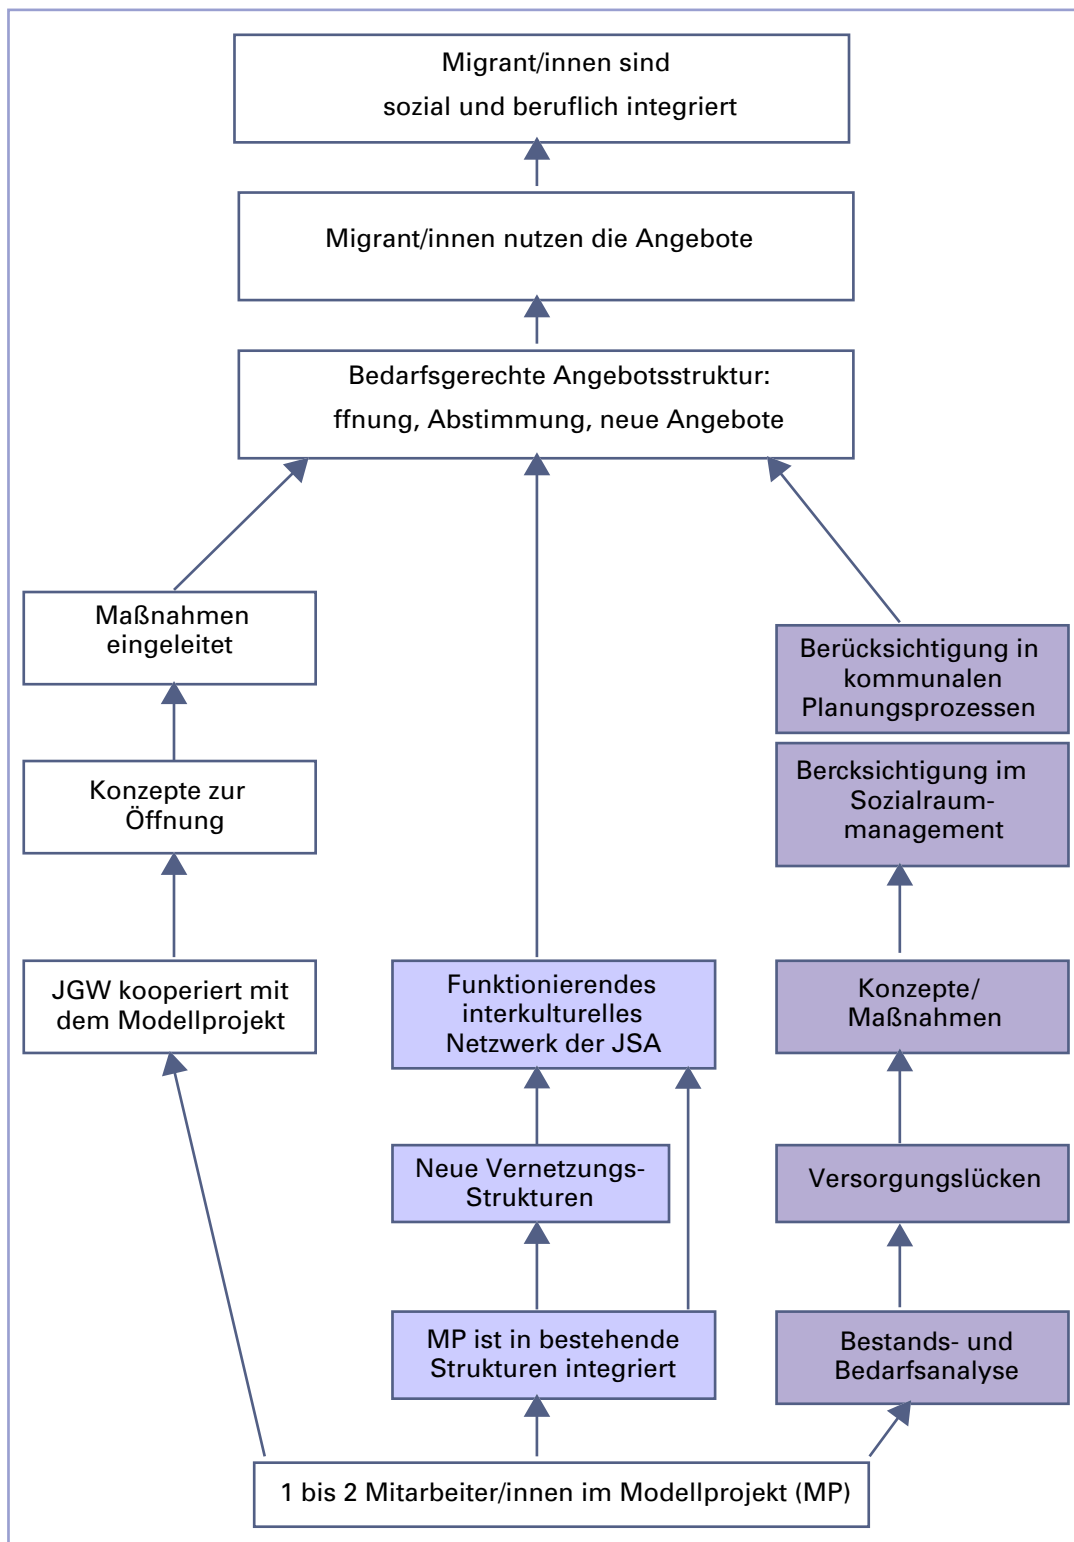 Migrant/innen sind
sozial und beruflich integriert
Migrant/innen nutzen die Angebote
Bedarfsgerechte Angebotsstruktur:
ffnung, Abstimmung, neue Angebote
Maßnahmen
eingeleitet
Konzepte zur
Öffnung
JGW kooperiert mit
dem Modellprojekt
Funktionierendes
interkulturelles
Netzwerk der JSA
Neue Vernetzungs-
Strukturen
MP ist in bestehende
Strukturen integriert
Berücksichtigung in
kommunalen
Planungsprozessen
Bercksichtigung im
Sozialraum-
management
Konzepte/
Maßnahmen
Versorgungslücken
Bestands- und
Bedarfsanalyse
1 bis 2 Mitarbeiter/innen im Modellprojekt (MP)